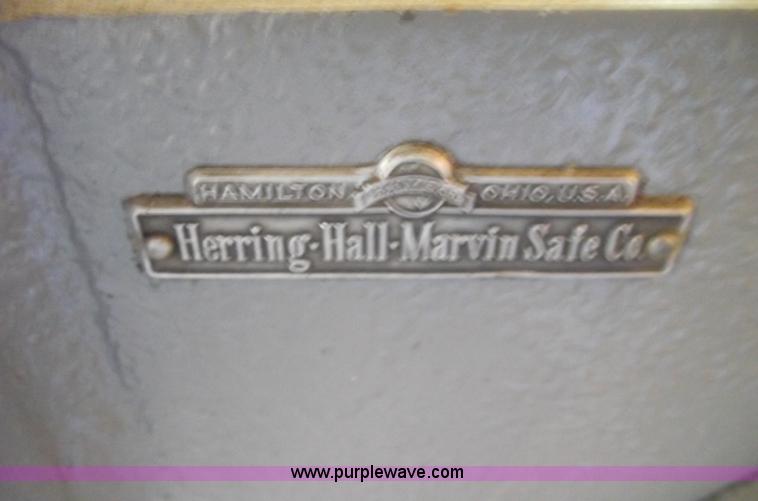 HAMILTON OHIO, U.S.A.
Herring-Hall-Marvin Safe Co.
www.purplewave.com